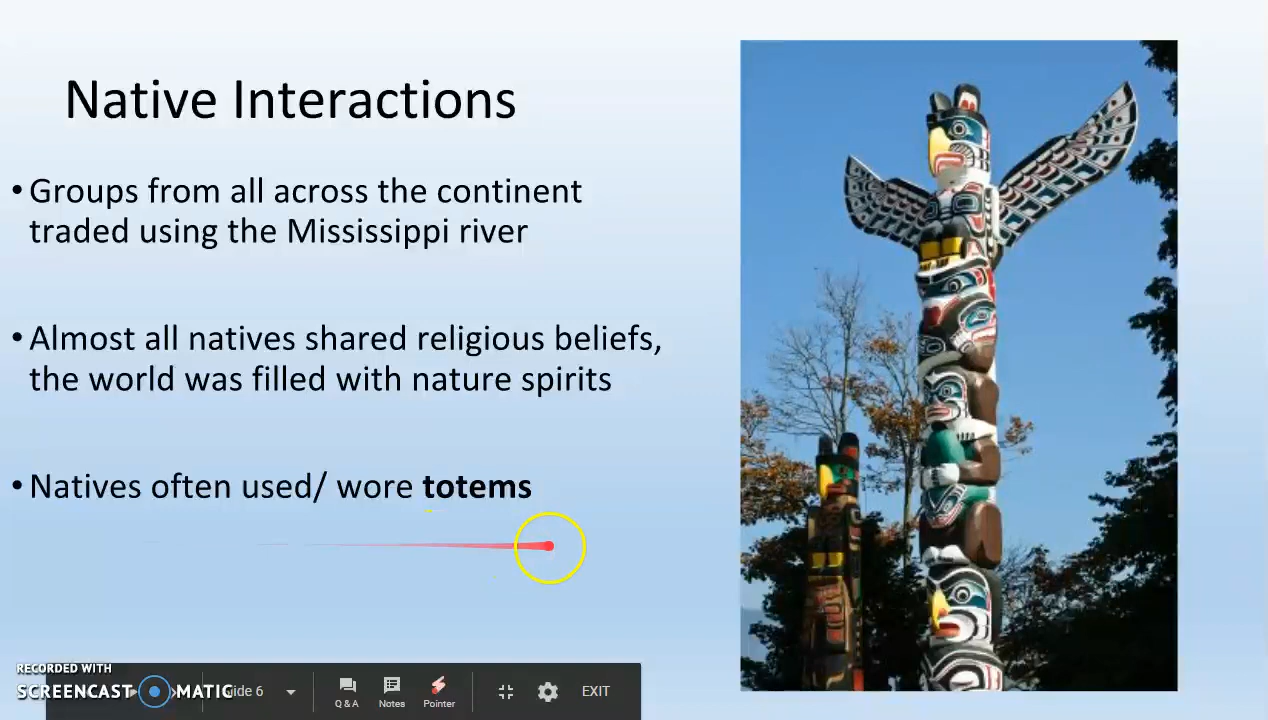 Native Interactions
•Groups from all across the continent
traded using the Mississippi river
•Almost all natives shared religious beliefs,
the world was filled with nature spirits
•Natives often used/ wore totems
RECORDED WITH
SCREENCAST MATIC
Slide 6
Q & A
Notes
Pointer
EXIT